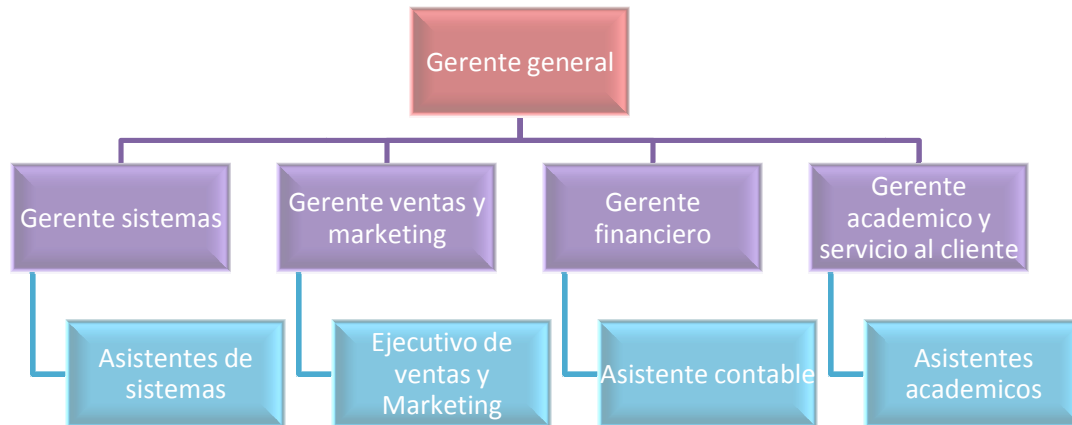 Gerente general
Gerente sistemas
Gerente ventas y
marketing
Gerente
financiero
Gerente
academico y
servicio al cliente
Asistentes de
sistemas
Ejecutivo de
ventas y
Marketing
Asistente contable
Asistentes
academicos